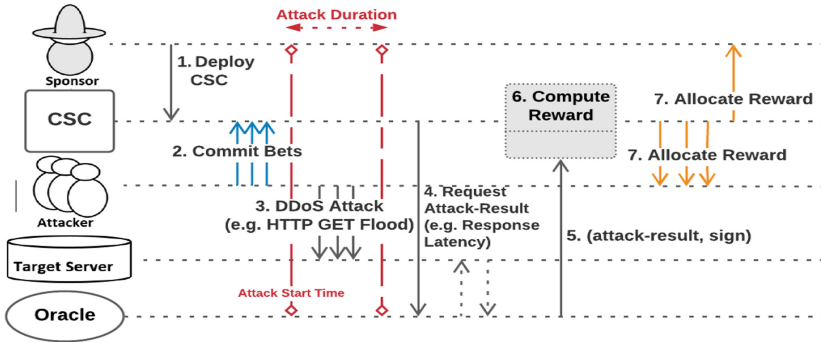 Attack Duration
Sponsor
1. Deploy
CSC
CSC
6. Compute
Reward
7. Allocate Reward
2. Commit Bets
7. Allocate Reward
Attacker
3. DDoS Attack
(e.g. HTTP GET Flood)
4. Request
Attack-Result
(e.g. Response
Latency)
5. (attack-result, sign)
Target Server
Attack Start Time
Oracle